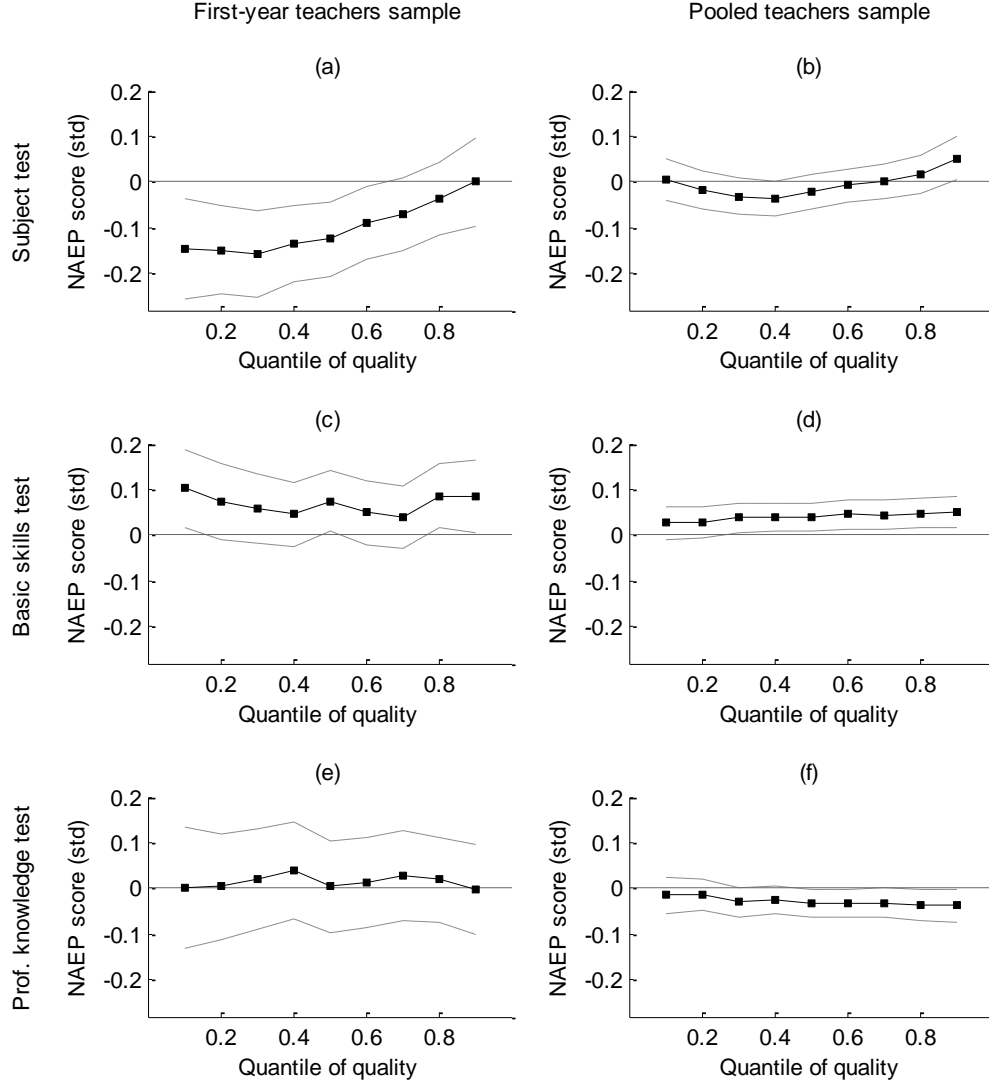 First-year teachers sample
Pooled teachers sample
(a)
(b)
Subject test
NAEP score (std)
0.2
0.1
0
-0.1
-0.2
0.2 0.4 0.6 0.8
Quantile of quality
NAEP score (std)
0.2
0.1
0
-0.1
-0.2
0.2 0.4 0.6 0.8
Quantile of quality
(c)
(d)
Basic skills test
NAEP score (std)
0.2
0.1
0
-0.1
-0.2
0.2 0.4 0.6 0.8
Quantile of quality
NAEP score (std)
0.2
0.1
0
-0.1
-0.2
0.2 0.4 0.6 0.8
Quantile of quality
(e)
(f)
Prof. knowledge test
NAEP score (std)
0.2
0.1
0
-0.1
-0.2
0.2 0.4 0.6 0.8
Quantile of quality
NAEP score (std)
0.2
0.1
0
-0.1
-0.2
0.2 0.4 0.6 0.8
Quantile of quality